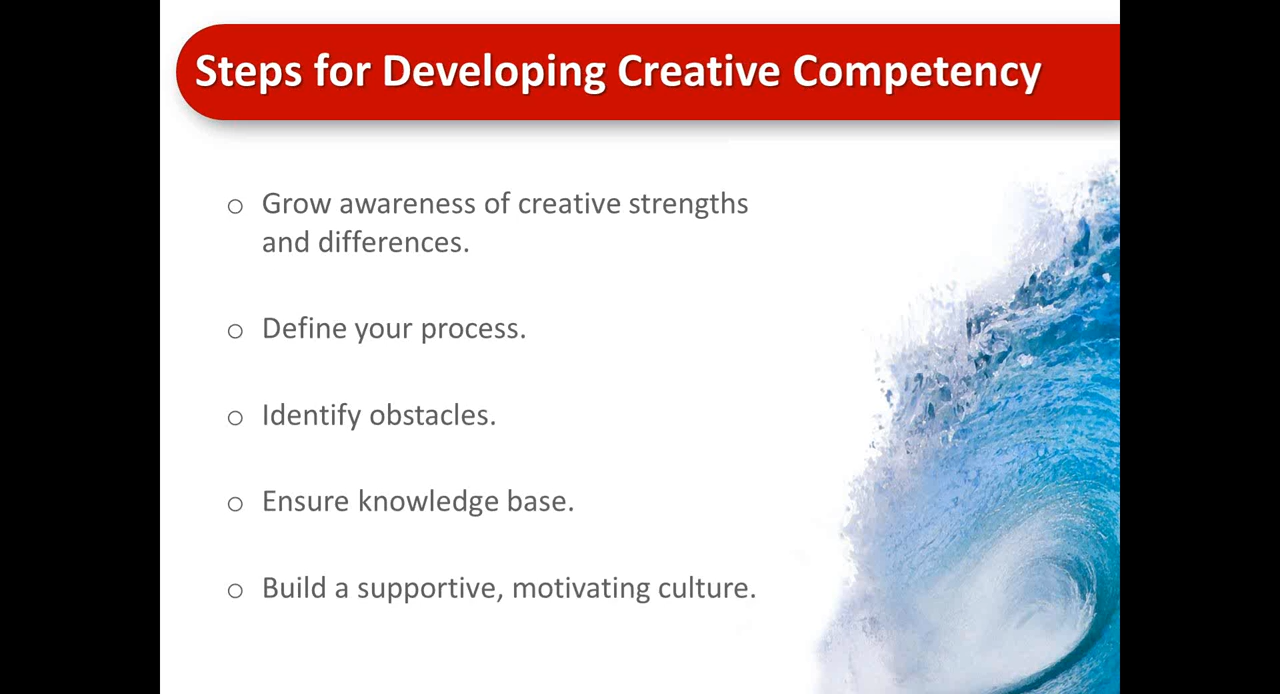 Steps for Developing Creative Competency
o Grow awareness of creative strengths
and differences.
o Define your process.
o Identify obstacles.
o Ensure knowledge base.
o Build a supportive, motivating culture.